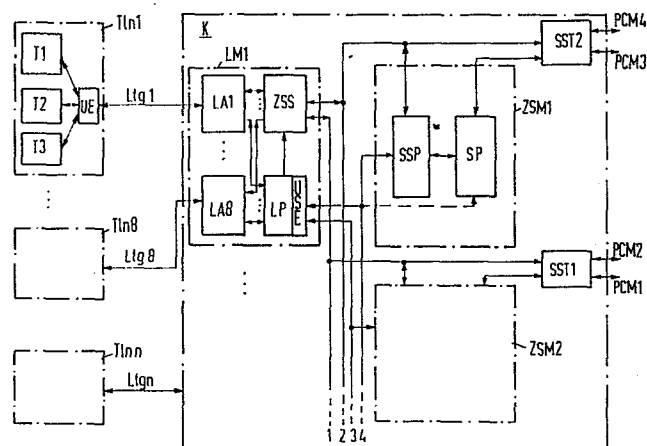 Tln1
T1
T2
T3
UE
Ltg 1
K
LM1
LA1
ZSS
LA8
LP
USE
Tln8
Ltg 8
Tlnn
Ltgn
SST2
PCM4
PCM3
ZSM1
SSP
SP
SST1
PCM2
PCM1
ZSM2
1 2 3 4